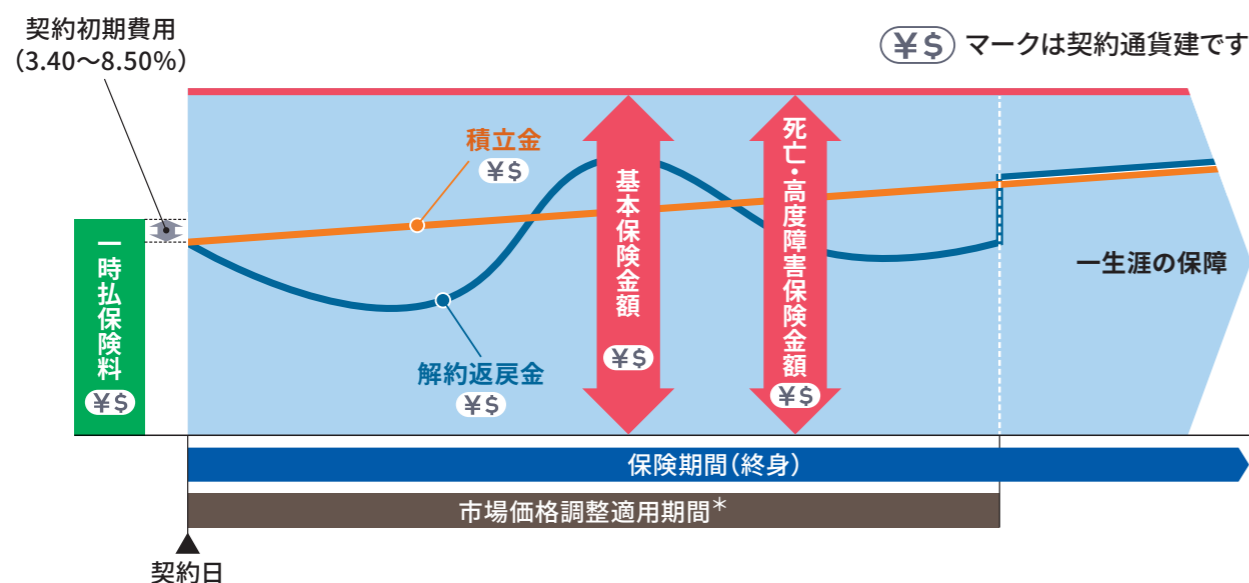 契約初期費用
(3.40〜8.50%)
¥$ マークは契約通貨建です
積立金
¥$
基本保険金額
¥$
死亡・高度障害保険金額
¥$
一時払保険料
¥$
解約返戻金
¥$
一生涯の保障
保険期間(終身)
市場価格調整適用期間*
契約日